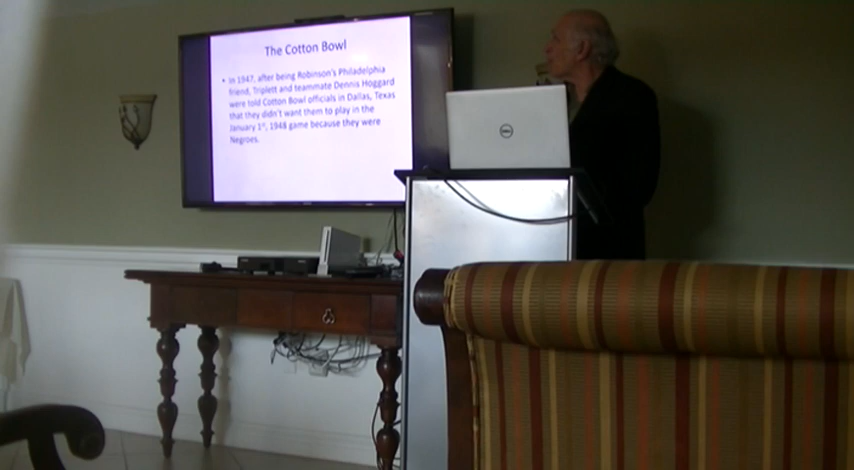 The Cotton Bowl
• In 1947, after being Robinson's Philadelphia
friend, Triplett and teammate Dennis Hoggard
were told Cotton Bowl officials in Dallas, Texas
that they didn't want them to play in the
January 1st, 1948 game because they were
Negroes.
DELL